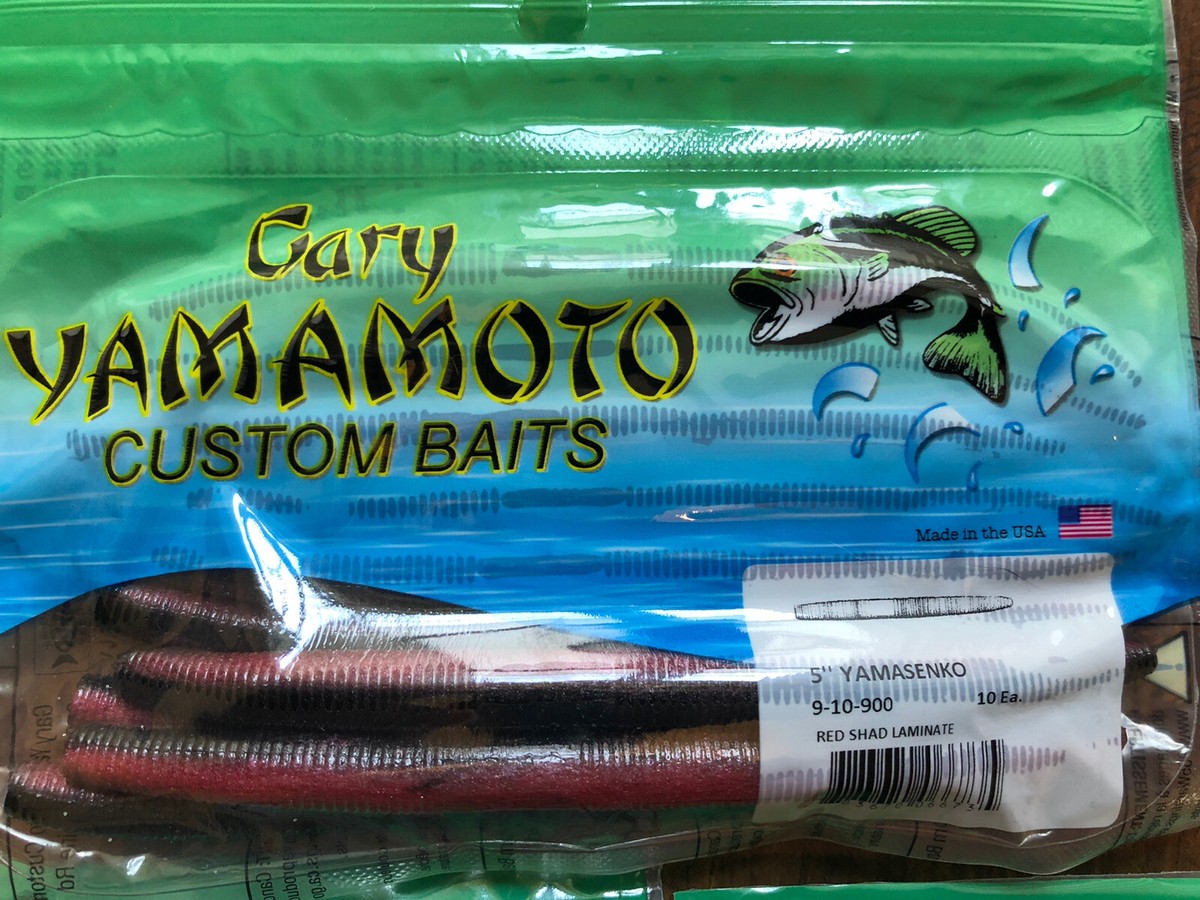 Gary
YAMAMOTO
CUSTOM BAITS
Made in the USA
5" YAMASENKO
9-10-900 10 Ea.
RED SHAD LAMINATE